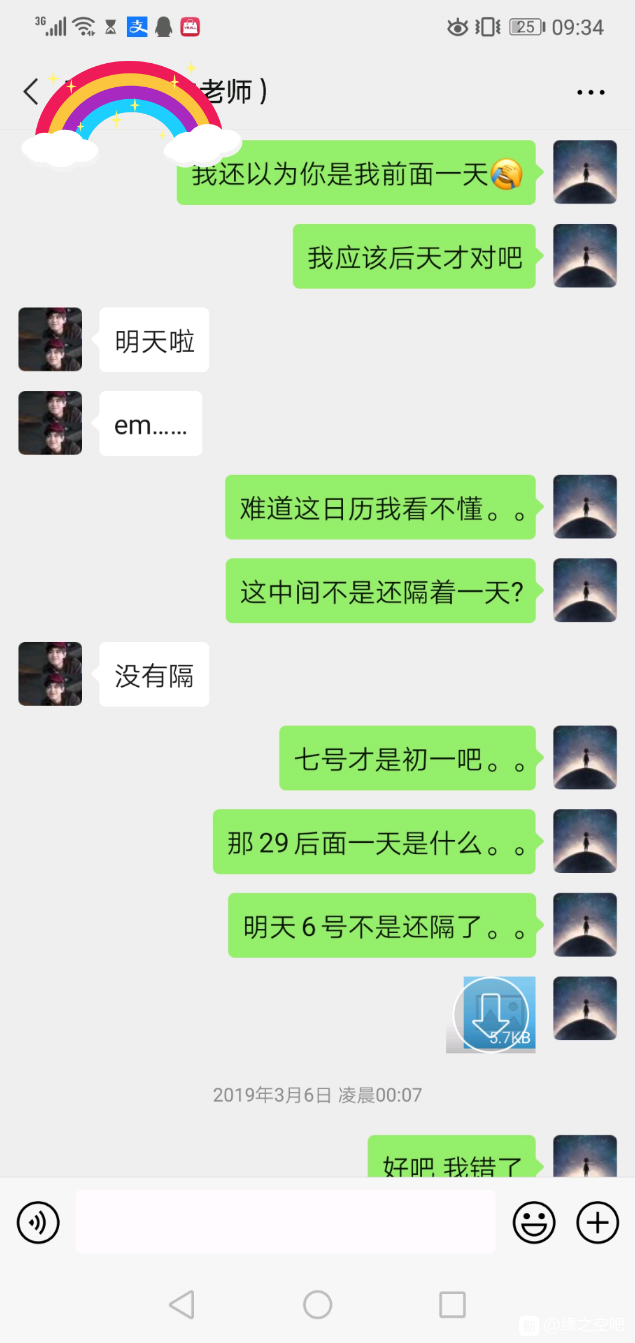 3G 25 09:34
老师）
我还以为你是我前面一天
我应该后天才对吧
明天啦
em……
难道这日历我看不懂。。
这中间不是还隔着一天?
没有隔
七号才是初一吧。。
那29后面一天是什么。。
明天6号不是还隔了。。
5.7KB
2019年3月6日 凌晨00:07
好吧 我错了